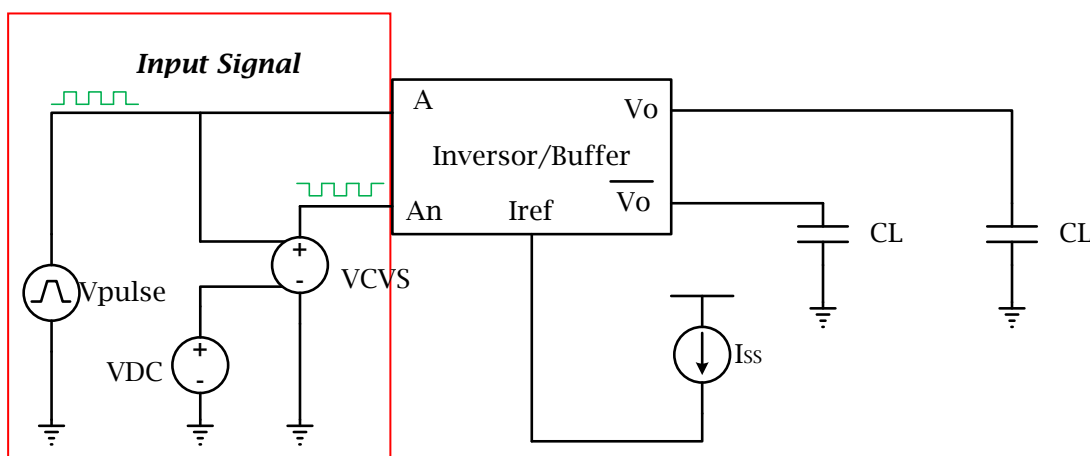 Input Signal
A
Vo
Inversor/Buffer
An
Iref
Vo
CL
CL
+
-
VCVS
Vpulse
+
-
VDC
Iss